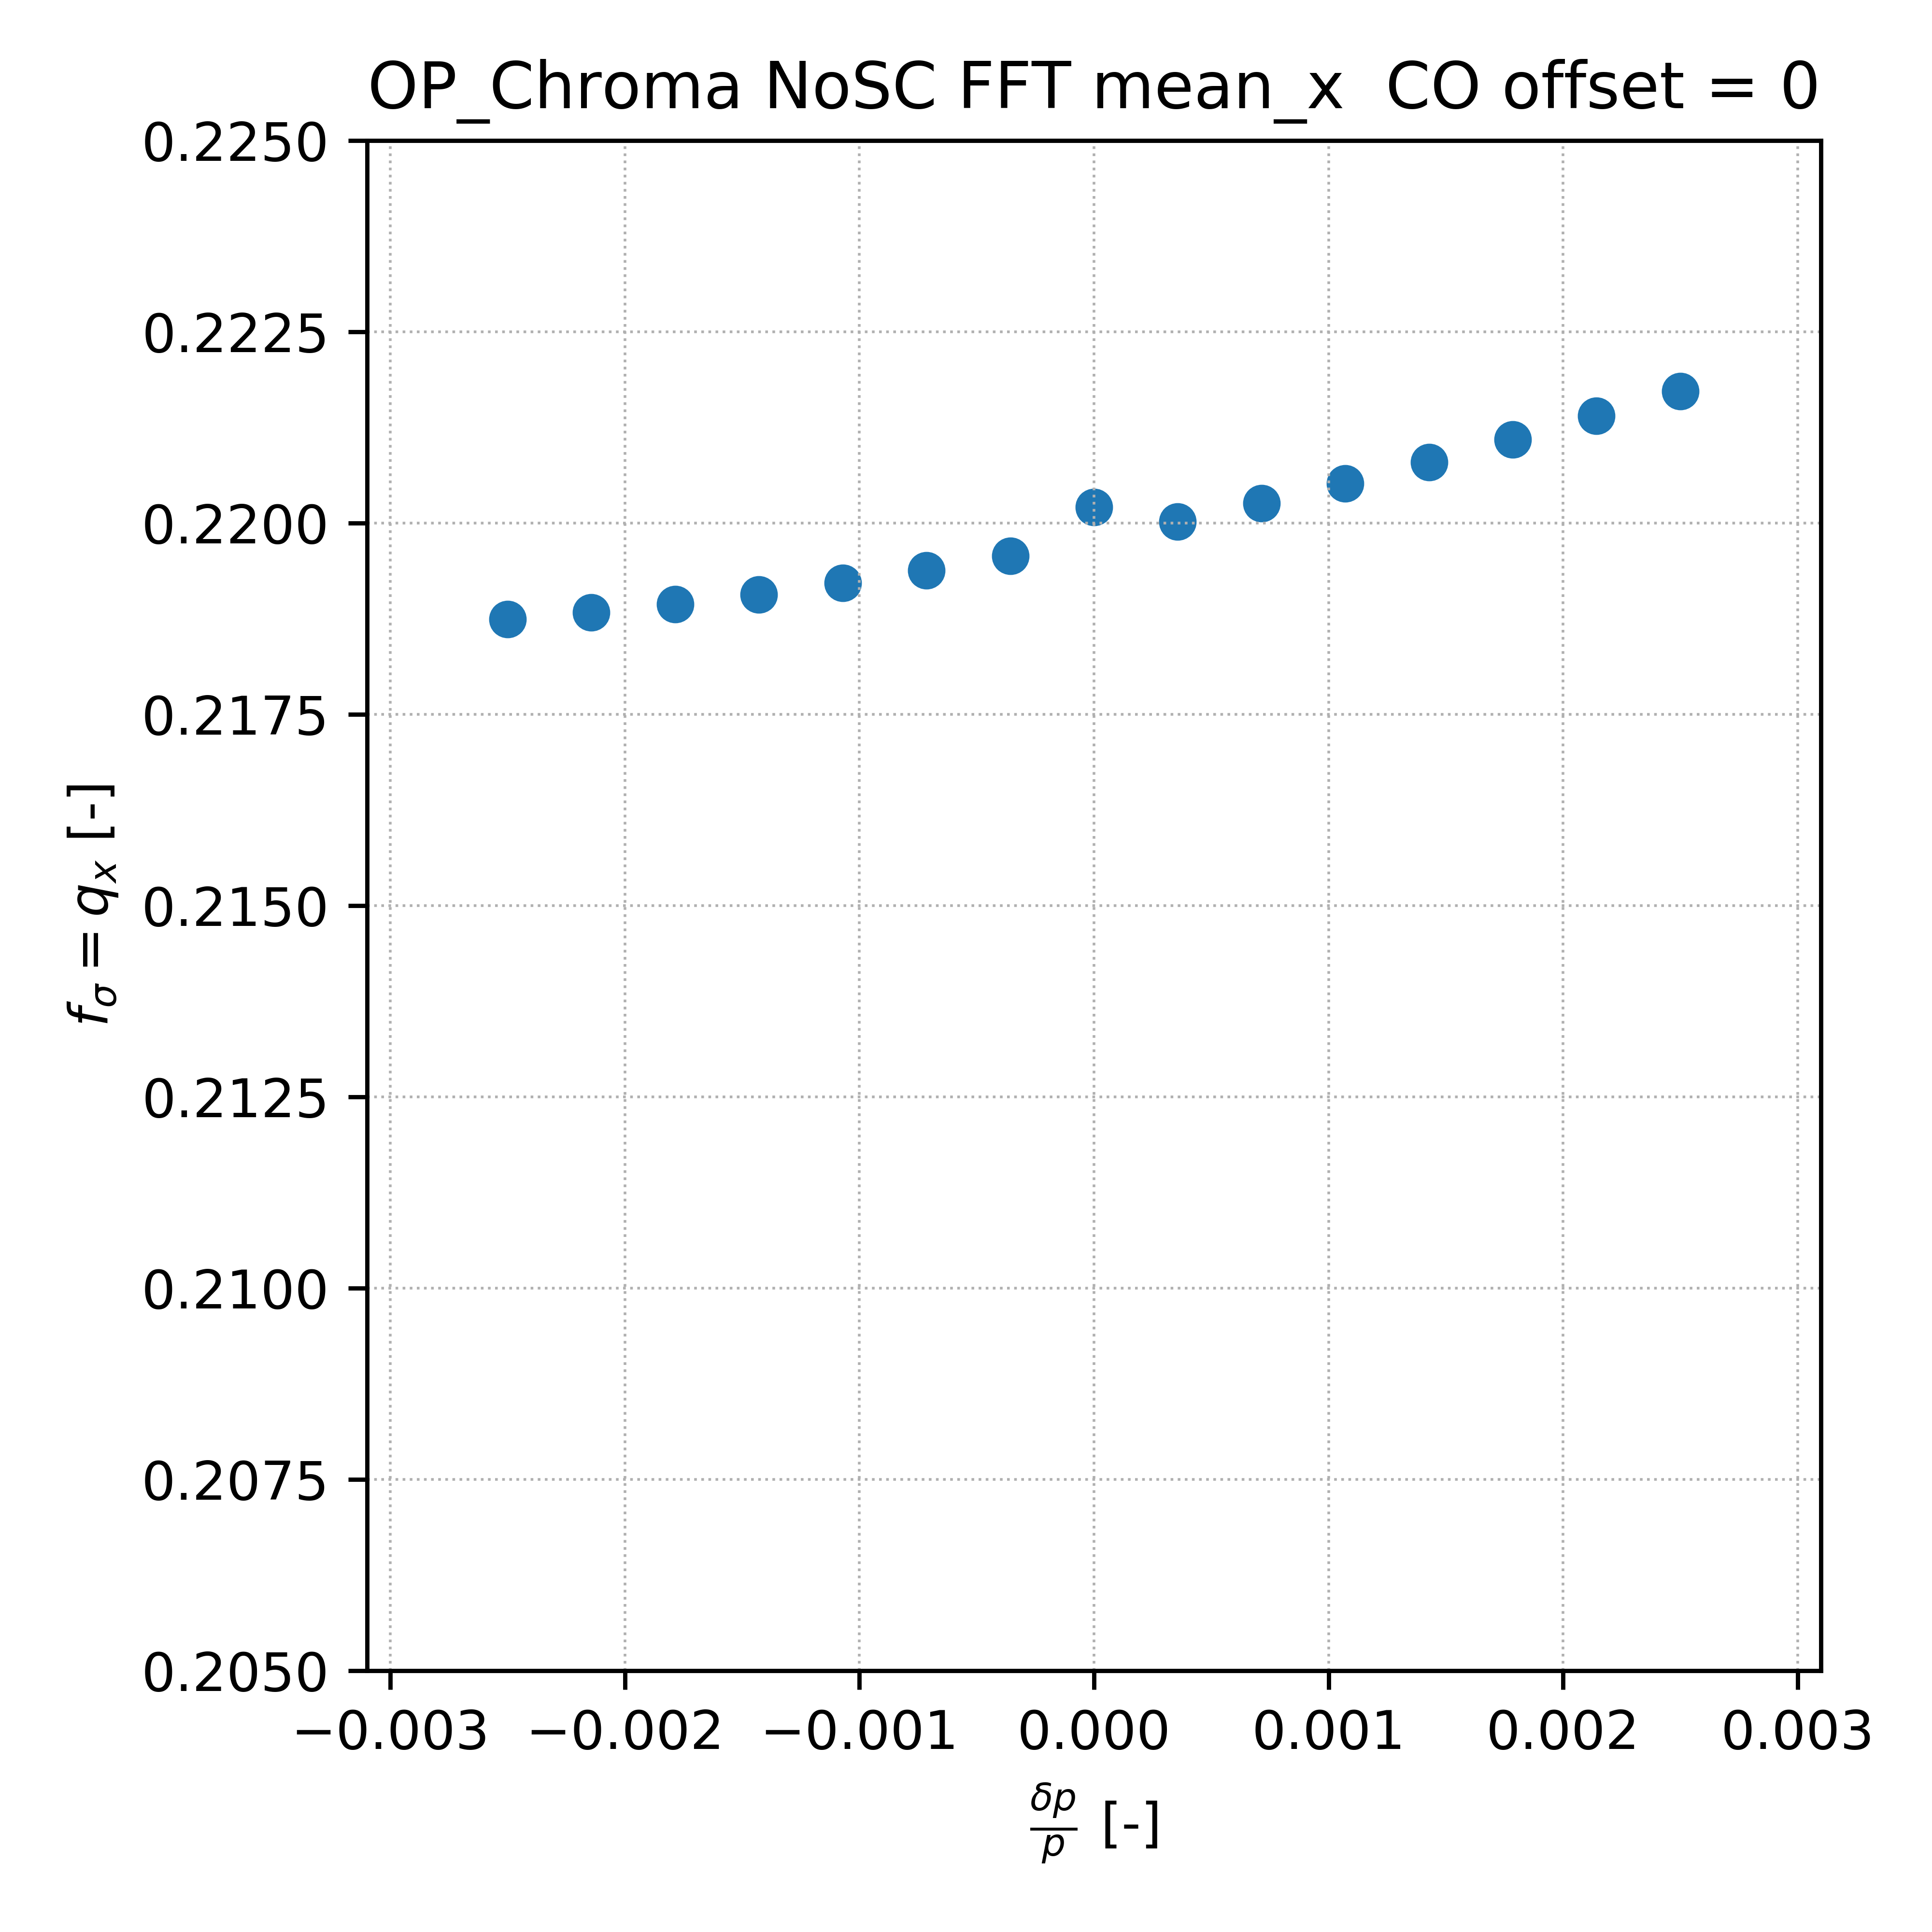 OP_Chroma NoSC FFT mean_x  CO offset = 0
0.2250
0.2225
0.2200
0.2175
0.2150
0.2125
0.2100
0.2075
0.2050
f_σ = q_x [-]
−0.003 −0.002 −0.001 0.000 0.001 0.002 0.003
δp/p [-]